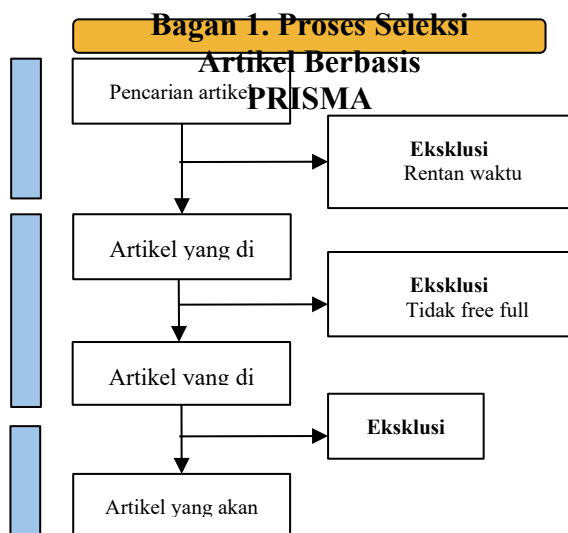 Bagan 1. Proses Seleksi
Artikel Berbasis
PRISMA
Pencarian artikel
Eksklusi
Rentan waktu
Artikel yang di
Eksklusi
Tidak free full
Artikel yang di
Eksklusi
Artikel yang akan